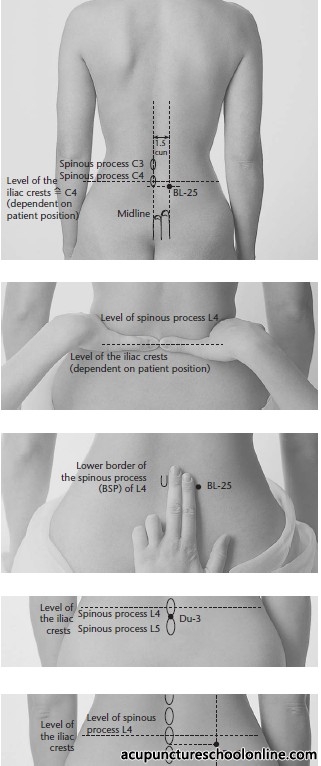 1.5
cun
Spinous process C3
Spinous process C4
Level of the
iliac crests ≙ C4
(dependent on
patient position)
BL-25
Midline
Level of spinous process L4
Level of the iliac crests
(dependent on patient position)
Lower border of
the spinous process
(BSP) of L4
BL-25
Level of
the iliac
crests
Spinous process L4
Spinous process L5
Du-3
Level of
the iliac
crests
Level of spinous
process L4
acupunctureschoolonline.com